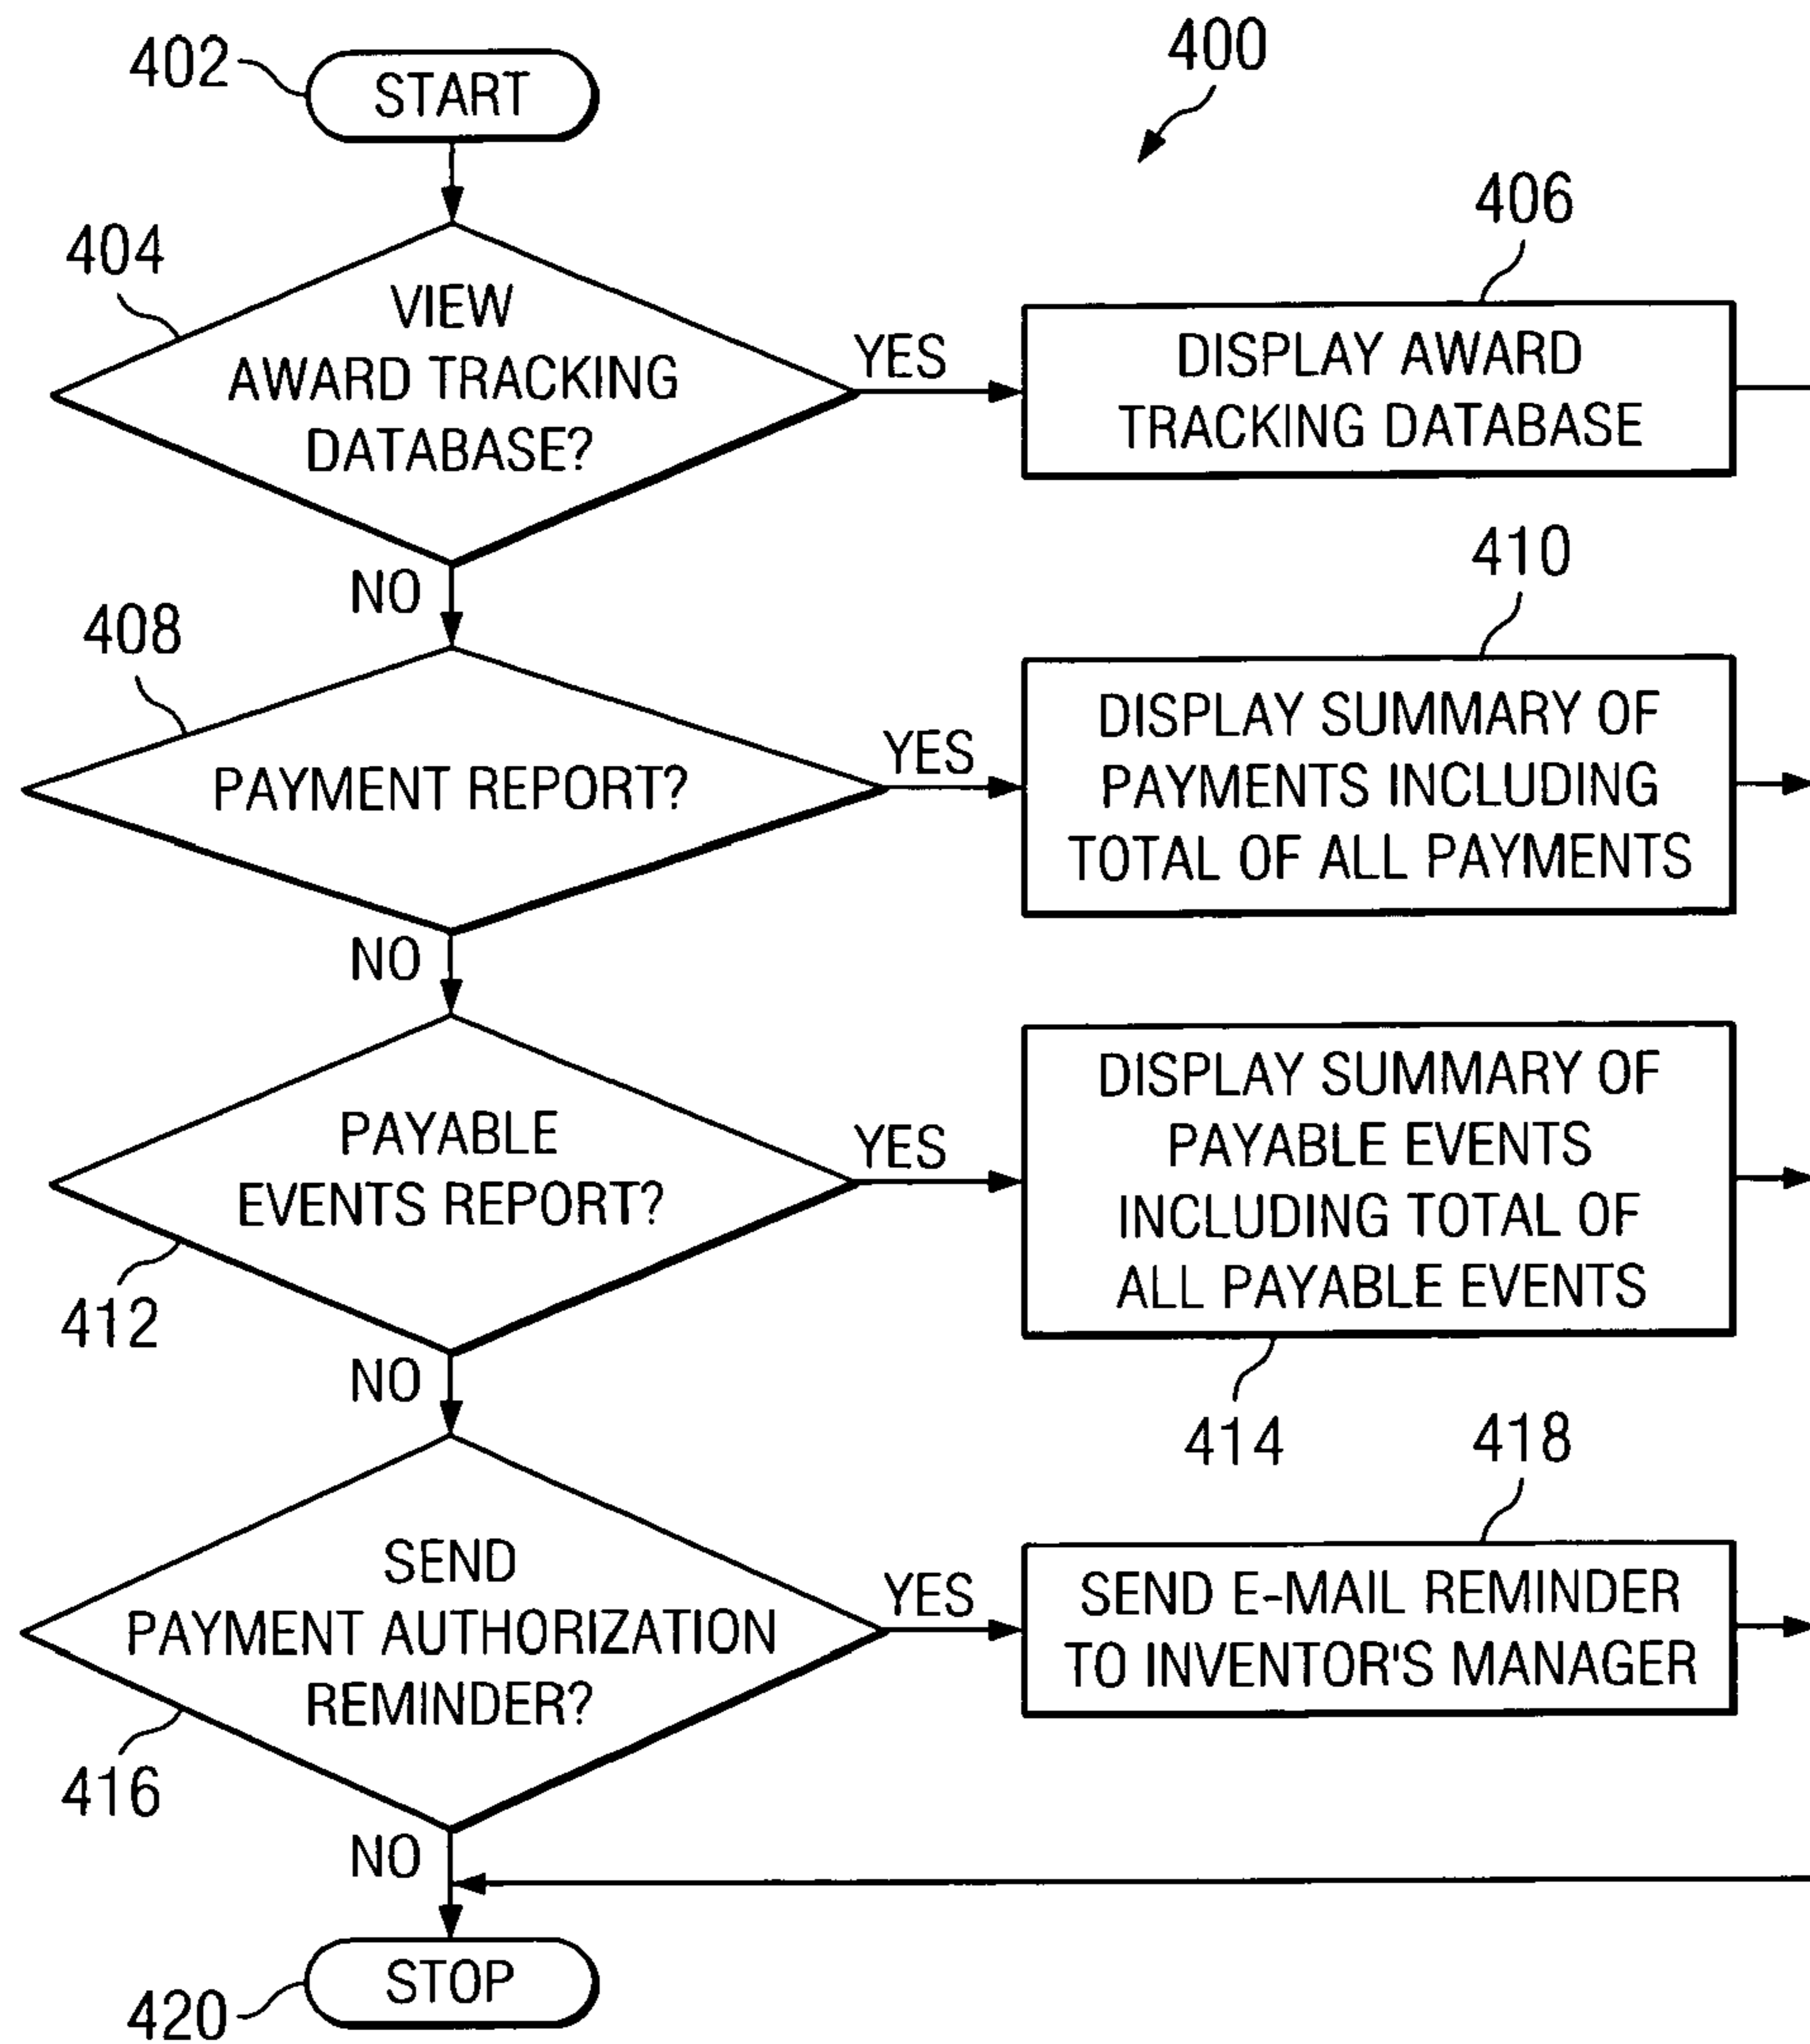 400
402
START
404
VIEW
AWARD TRACKING
DATABASE?
YES
406
DISPLAY AWARD
TRACKING DATABASE
NO
408
PAYMENT REPORT?
YES
410
DISPLAY SUMMARY OF
PAYMENTS INCLUDING
TOTAL OF ALL PAYMENTS
NO
PAYABLE
EVENTS REPORT?
412
YES
DISPLAY SUMMARY OF
PAYABLE EVENTS
INCLUDING TOTAL OF
ALL PAYABLE EVENTS
414
NO
SEND
PAYMENT AUTHORIZATION
REMINDER?
416
YES
418
SEND E-MAIL REMINDER
TO INVENTOR'S MANAGER
NO
STOP
420